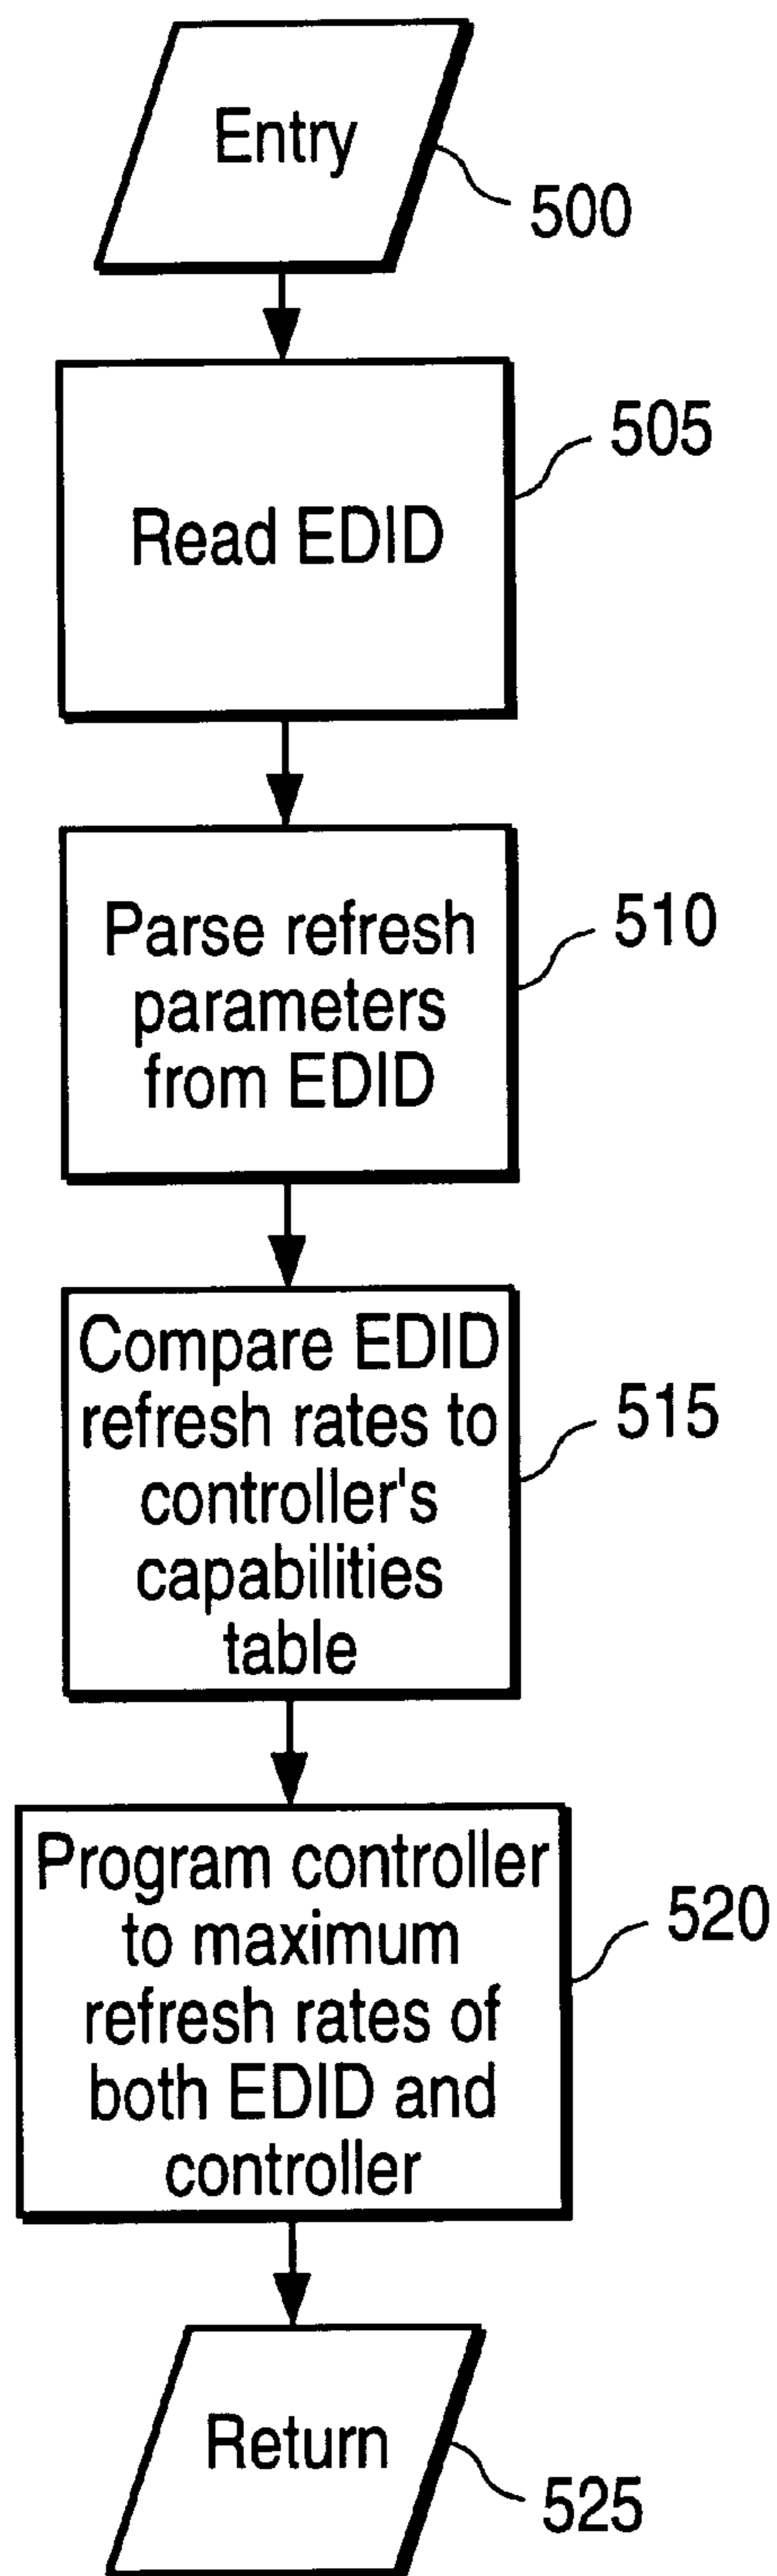 Entry
500
505
Read EDID
510
Parse refresh
parameters
from EDID
Compare EDID
refresh rates to
controller's
capabilities
table
515
Program controller
to maximum
refresh rates of
both EDID and
controller
520
Return
525